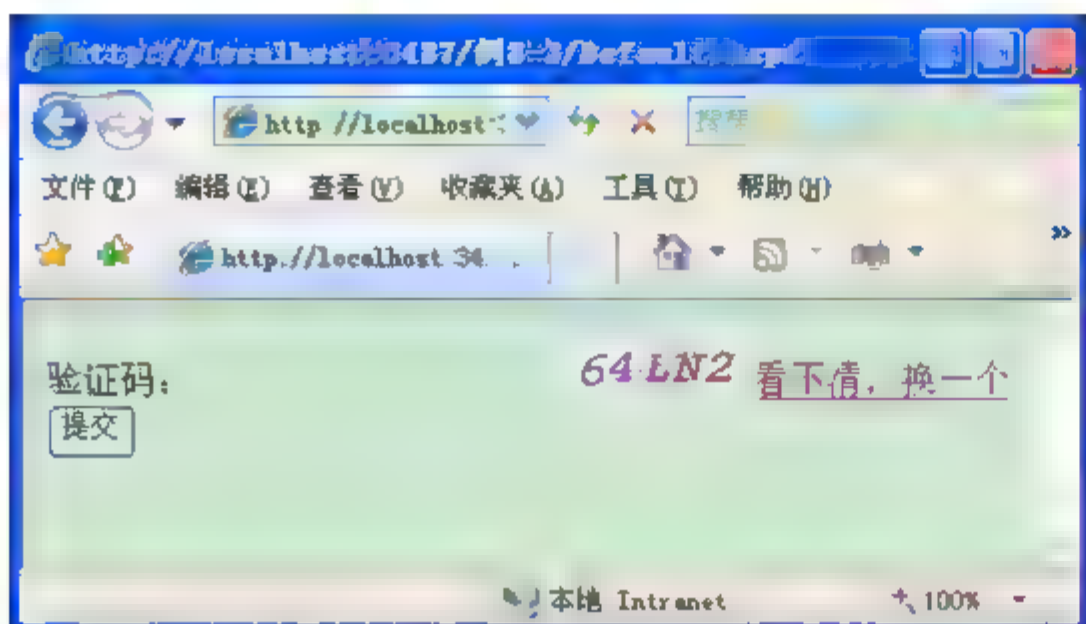 http //localhost
文件(F) 编辑(E) 查看(V) 收藏夹(A) 工具(T) 帮助(H)
http.//localhost 34
验证码: 64LN2 看下清,换一个
提交
本地 Intranet 100%